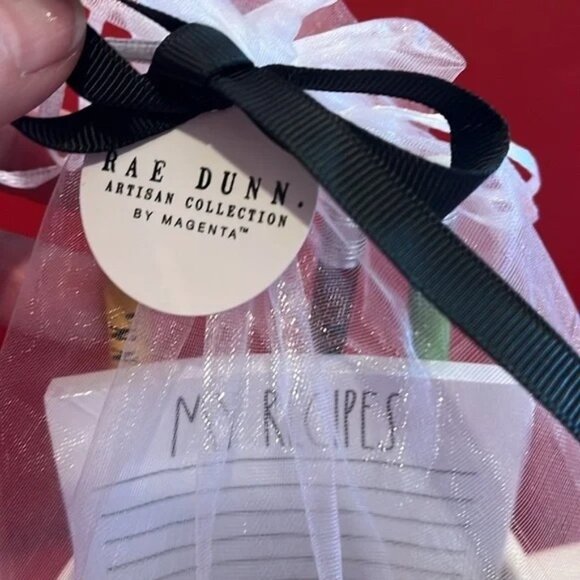 RAE DUNN.
ARTISAN COLLECTION
BY MAGENTA™
MY RECIPES